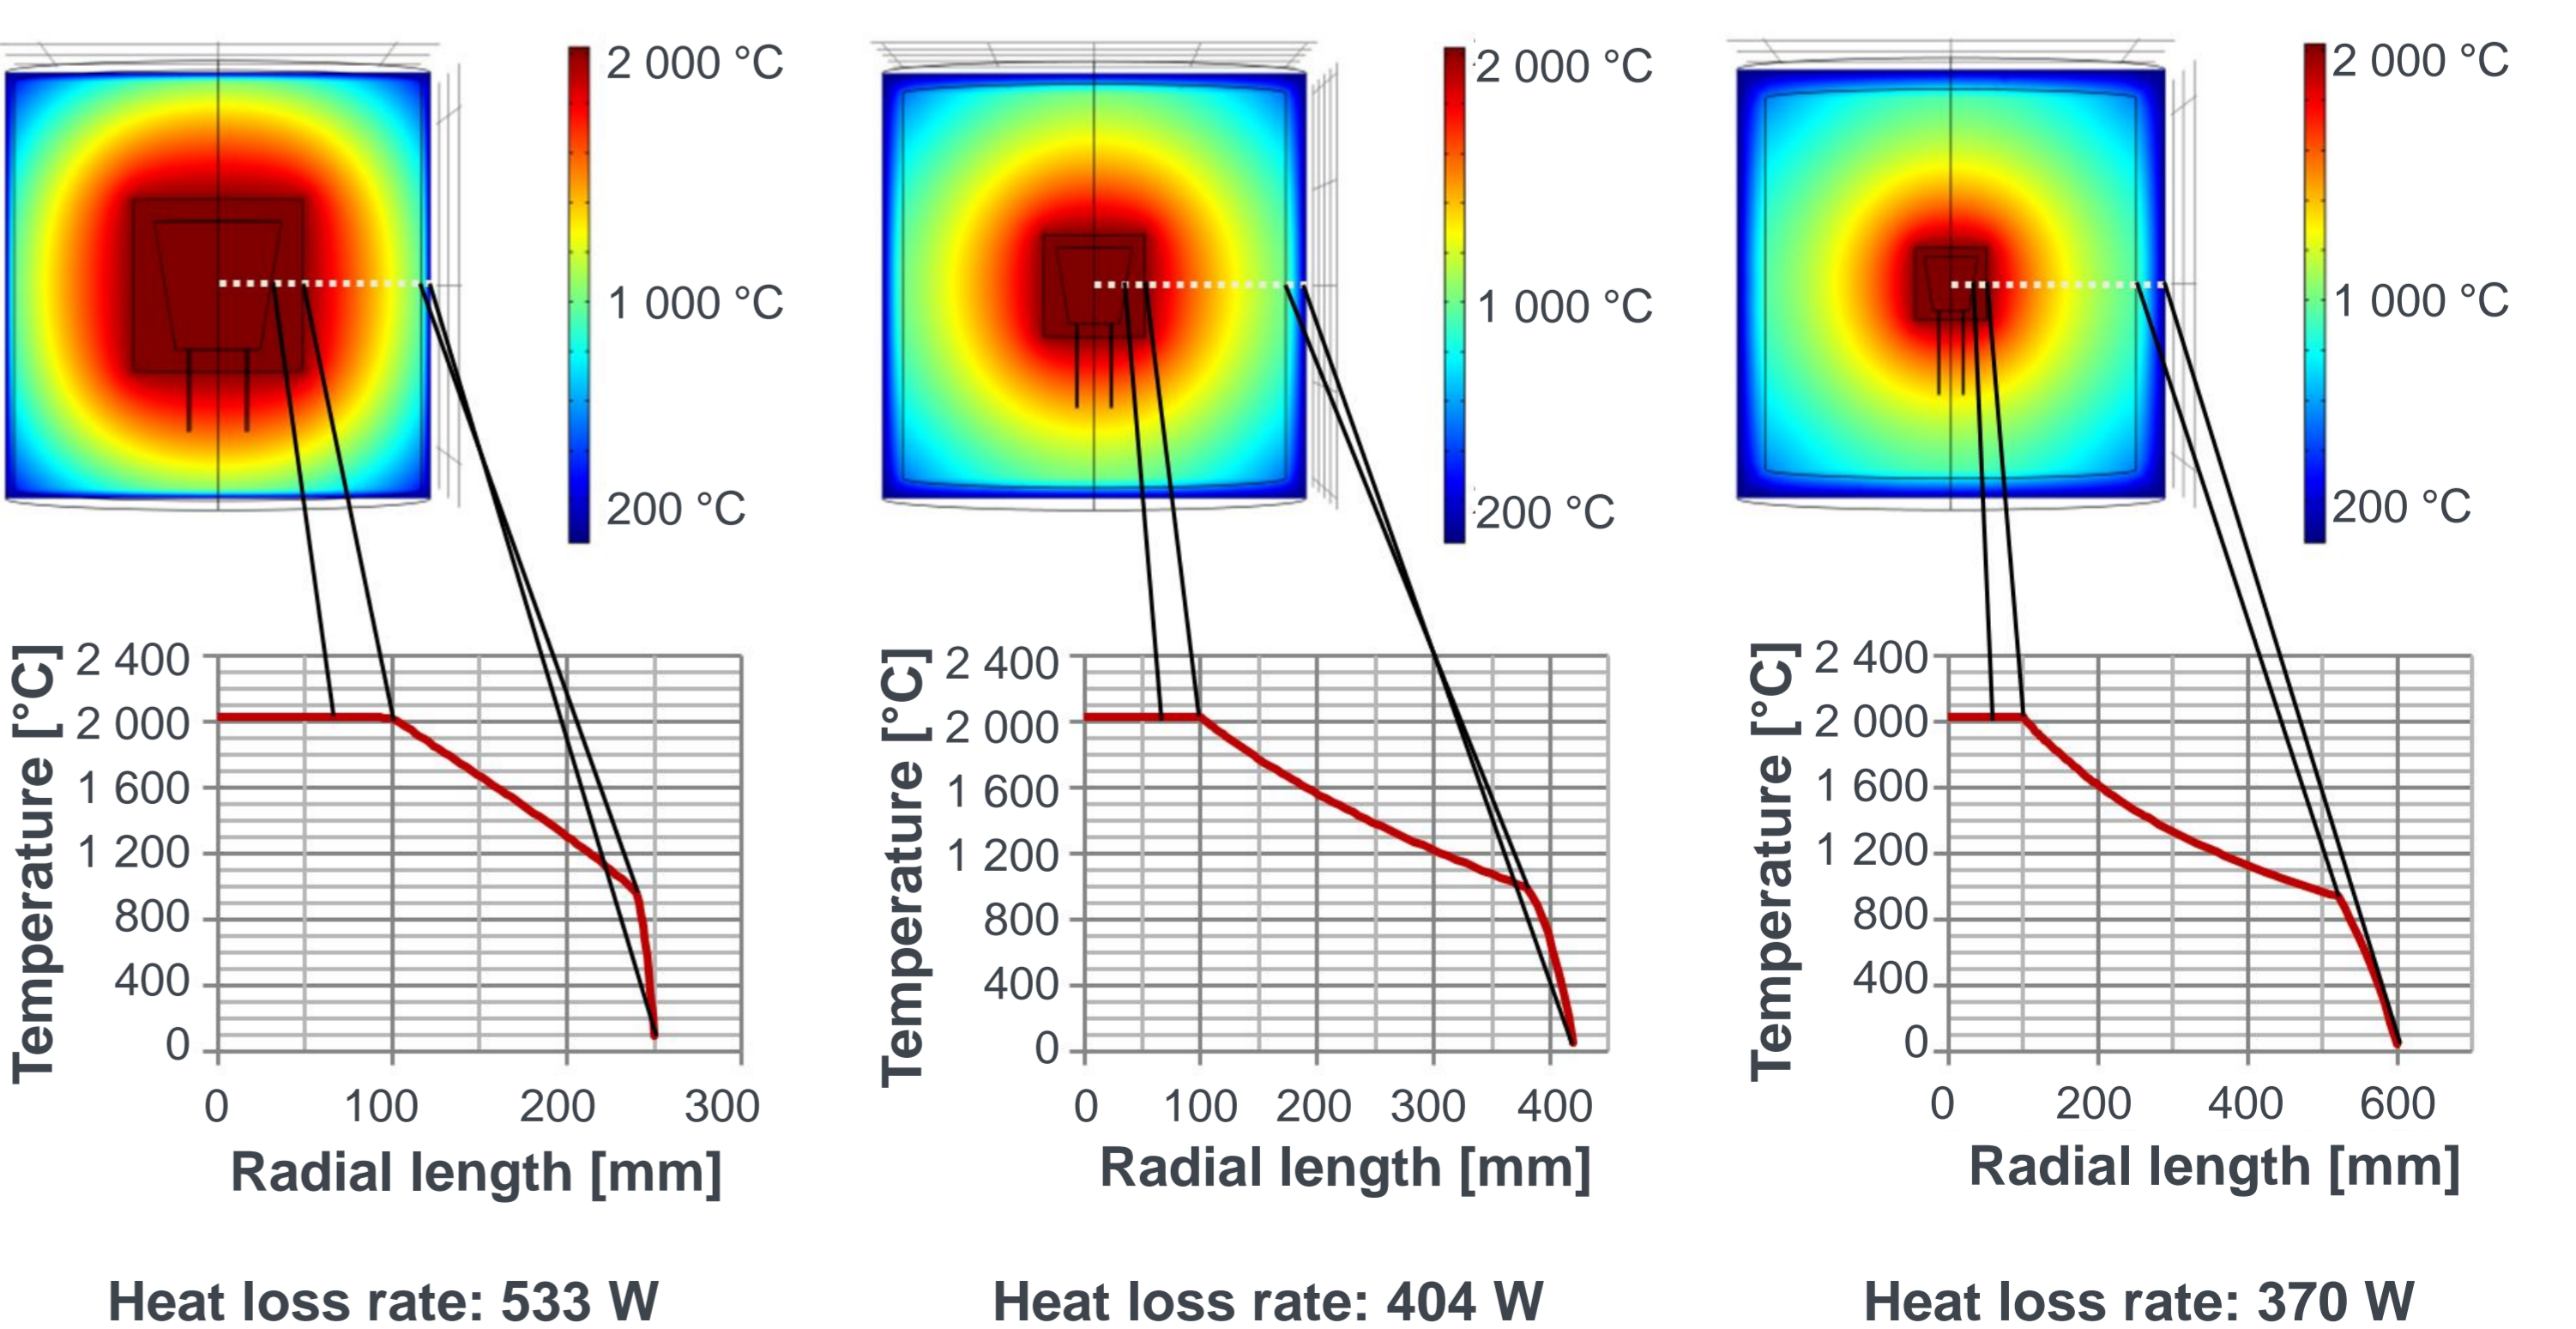 2 000 °C
1 000 °C
200 °C
2 000 °C
1 000 °C
200 °C
2 000 °C
1 000 °C
200 °C
Temperature [°C]
2 400
2 000
1 600
1 200
800
400
0
0 100 200 300
Radial length [mm]
Temperature [°C]
2 400
2 000
1 600
1 200
800
400
0
0 100 200 300 400
Radial length [mm]
Temperature [°C]
2 400
2 000
1 600
1 200
800
400
0
0 200 400 600
Radial length [mm]
Heat loss rate: 533 W
Heat loss rate: 404 W
Heat loss rate: 370 W